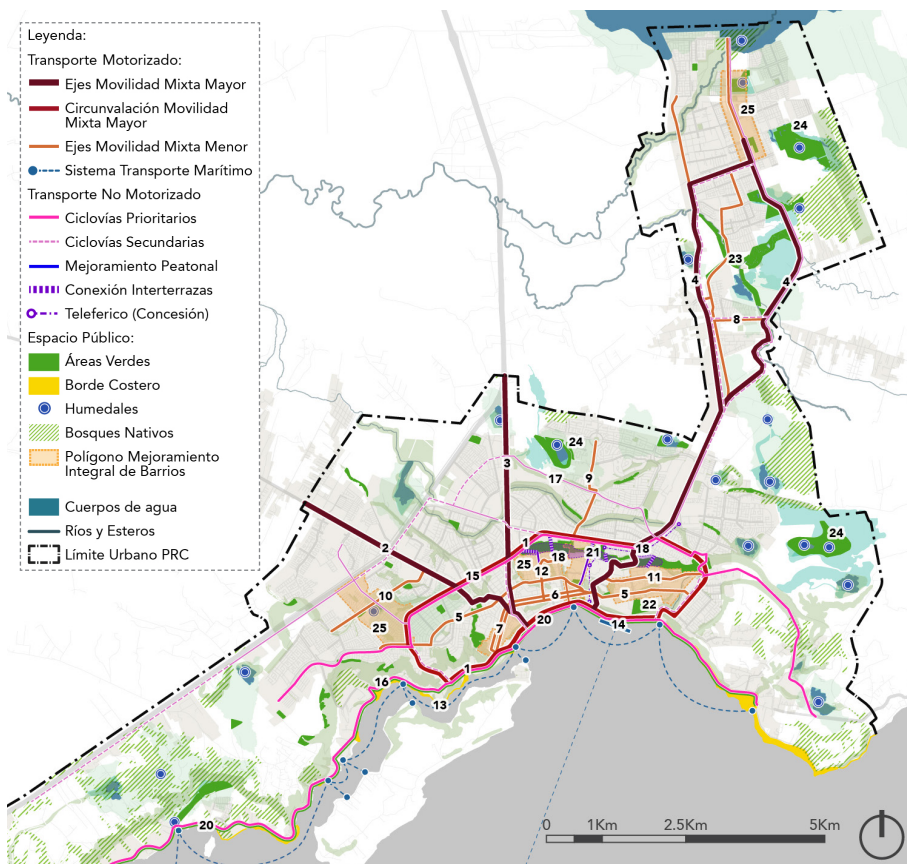 Leyenda:
Transporte Motorizado:
Ejes Movilidad Mixta Mayor
Circunvalación Movilidad
Mixta Mayor
Ejes Movilidad Mixta Menor
Sistema Transporte Marítimo
Transporte No Motorizado
Ciclovías Prioritarios
Ciclovías Secundarias
Mejoramiento Peatonal
Conexión Interterrazas
Teleferico (Concesión)
Espacio Público:
Áreas Verdes
Borde Costero
Humedales
Bosques Nativos
Polígono Mejoramiento
Integral de Barrios
Cuerpos de agua
Ríos y Esteros
Límite Urbano PRC
25
24
23
4
4
8
3
24
17
9
2
1
18
21
18
24
15
25
12
11
10
6
5
5
22
25
7
20
14
16
1
13
20
0 1Km 2.5Km 5Km